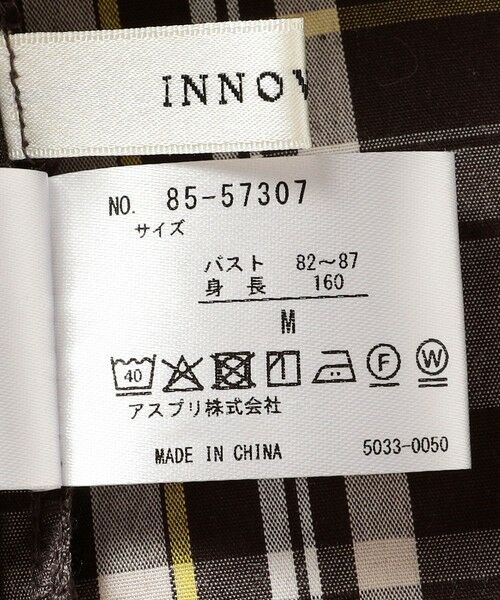 INNOV
NO. 85-57307
サイズ
バスト 82〜87
身 長 160
M
40
F
W
アスプリ株式会社
MADE IN CHINA 5033-0050